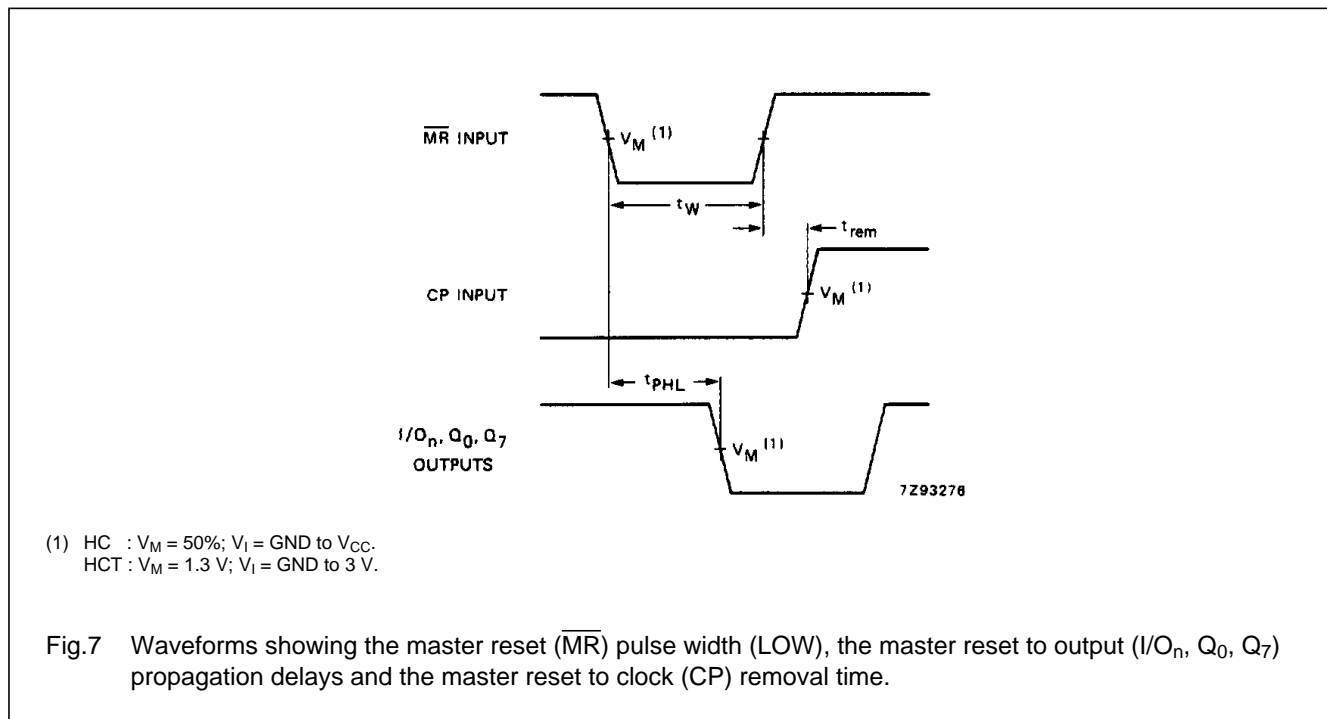 M̅R̅ INPUT
V_M (1)
t_W
t_rem
CP INPUT
V_M (1)
t_PHL
I/O_n, Q_0, Q_7
OUTPUTS
V_M (1)
7Z93276
(1) HC : V_M = 50%; V_I = GND to V_CC.
HCT : V_M = 1.3 V; V_I = GND to 3 V.
Fig.7 Waveforms showing the master reset (M̅R̅) pulse width (LOW), the master reset to output (I/O_n, Q_0, Q_7)
propagation delays and the master reset to clock (CP) removal time.